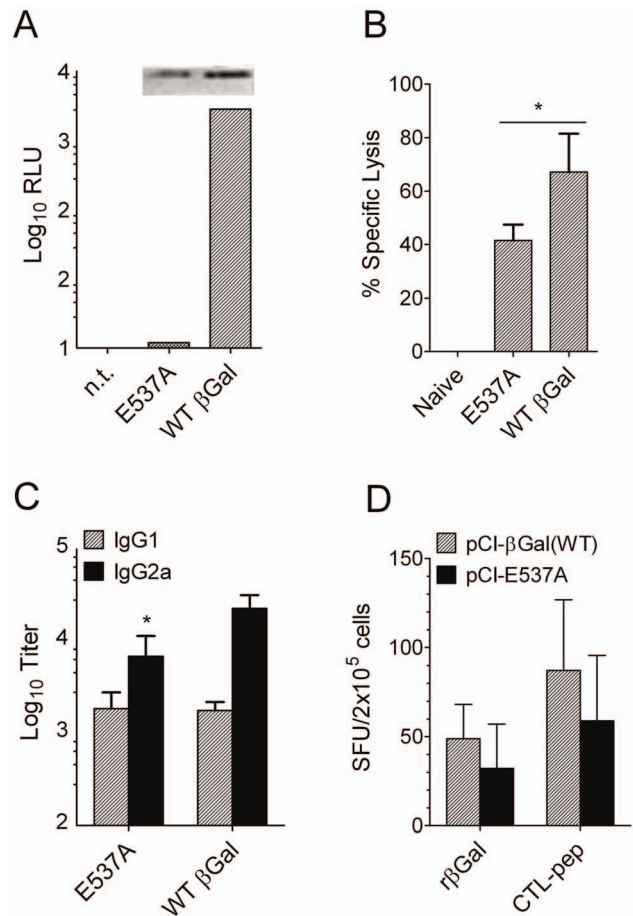 A
Log10 RLU
4
3
2
2
1
n.t.
E537A
WT βGal
B
% Specific Lysis
100
80
60
40
20
0
*
Naive
E537A
WT βGal
C
IgG1
IgG2a
Log10 Titer
5
4
3
2
*
E537A
WT βGal
D
pCI-βGal(WT)
pCI-E537A
SFU/2x10⁵ cells
150
100
50
0
rβGal
CTL-pep